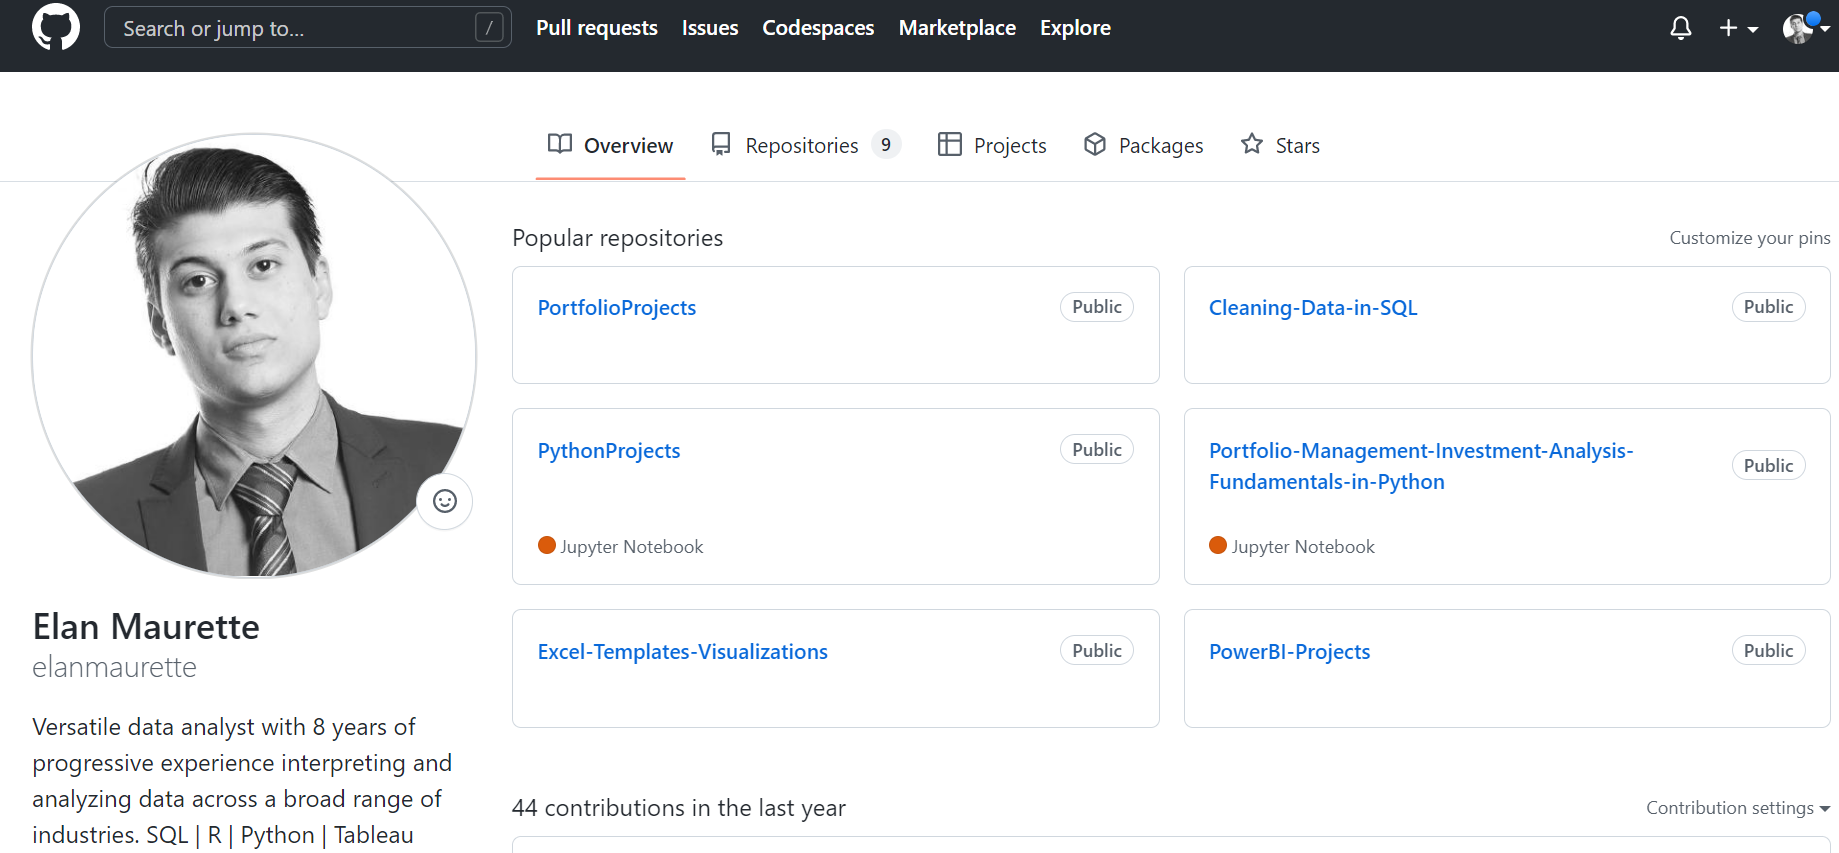 Search or jump to... /
Pull requests Issues Codespaces Marketplace Explore
Overview Repositories 9 Projects Packages Stars
Popular repositories
Customize your pins
PortfolioProjects Public
Cleaning-Data-in-SQL Public
PythonProjects Public
Jupyter Notebook
Portfolio-Management-Investment-Analysis-
Fundamentals-in-Python Public
Jupyter Notebook
Excel-Templates-Visualizations Public
PowerBI-Projects Public
44 contributions in the last year
Contribution settings
Elan Maurette
elanmaurette
Versatile data analyst with 8 years of
progressive experience interpreting and
analyzing data across a broad range of
industries. SQL | R | Python | Tableau